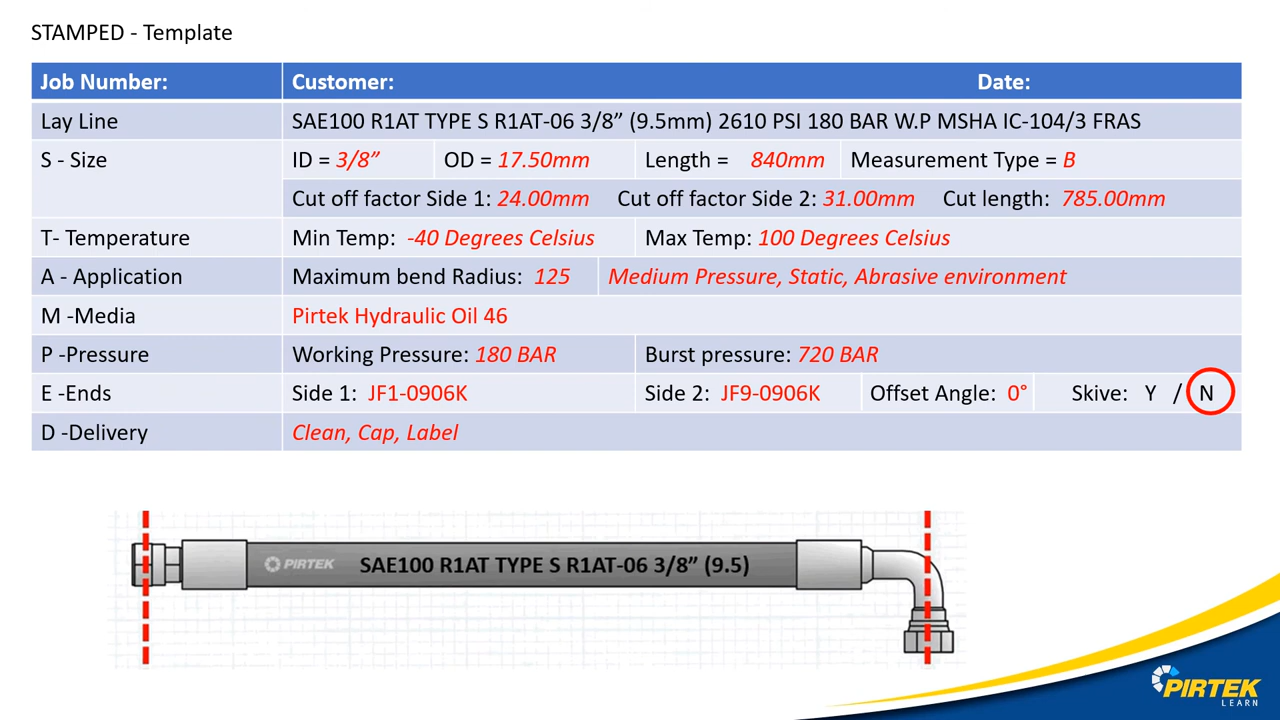 STAMPED - Template
Job Number: Customer: Date:
Lay Line SAE100 R1AT TYPE S R1AT-06 3/8” (9.5mm) 2610 PSI 180 BAR W.P MSHA IC-104/3 FRAS
S - Size ID = 3/8” OD = 17.50mm Length = 840mm Measurement Type = B
Cut off factor Side 1: 24.00mm Cut off factor Side 2: 31.00mm Cut length: 785.00mm
T- Temperature Min Temp: -40 Degrees Celsius Max Temp: 100 Degrees Celsius
A - Application Maximum bend Radius: 125 Medium Pressure, Static, Abrasive environment
M -Media Pirtek Hydraulic Oil 46
P -Pressure Working Pressure: 180 BAR Burst pressure: 720 BAR
E -Ends Side 1: JF1-0906K Side 2: JF9-0906K Offset Angle: 0° Skive: Y / N
D -Delivery Clean, Cap, Label
PIRTEK SAE100 R1AT TYPE S R1AT-06 3/8” (9.5)
PIRTEK
LEARN